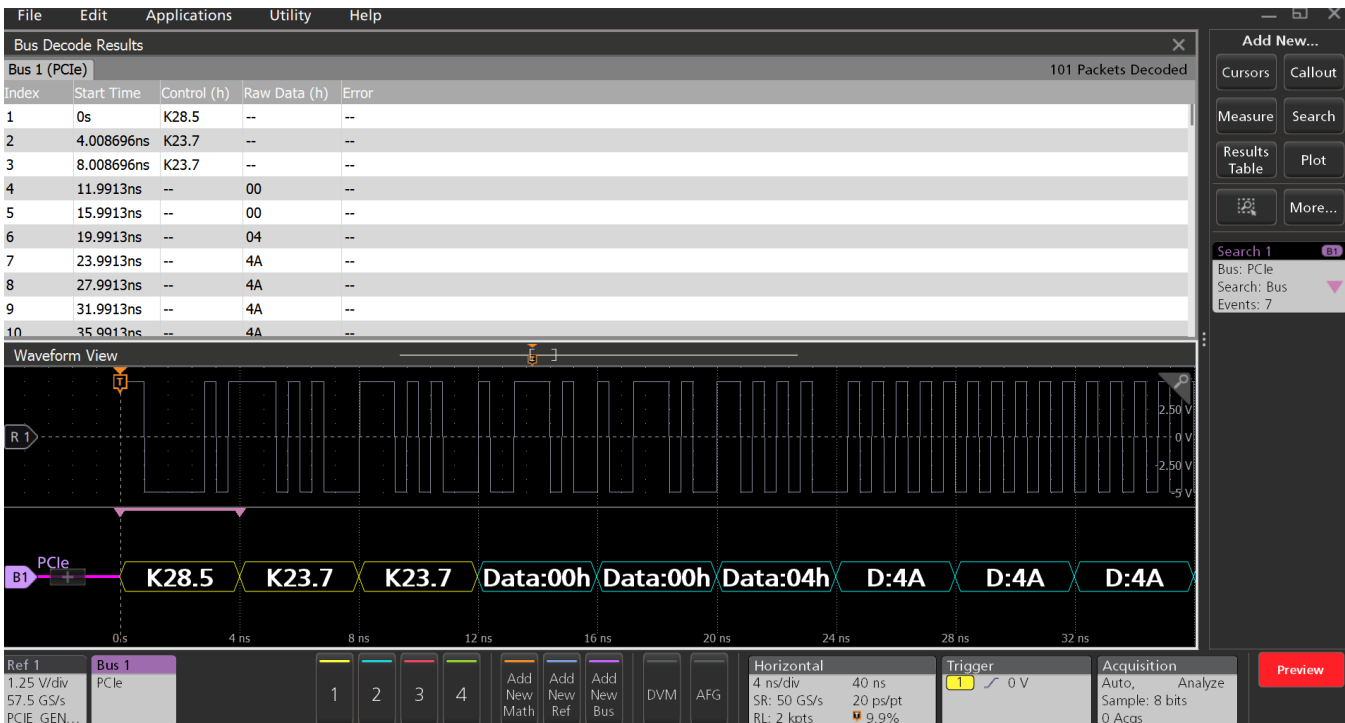 File Edit Applications Utility Help
Bus Decode Results
Bus 1 (PCIe) 101 Packets Decoded
Index Start Time Control (h) Raw Data (h) Error
1 0s K28.5 -- --
2 4.008696ns K23.7 -- --
3 8.008696ns K23.7 -- --
4 11.9913ns -- 00 --
5 15.9913ns -- 00 --
6 19.9913ns -- 04 --
7 23.9913ns -- 4A --
8 27.9913ns -- 4A --
9 31.9913ns -- 4A --
10 35.9913ns -- 4A --
Waveform View
T
2.50 V
R 1
0 V
-2.50 V
-5 V
PCIe
B1
K28.5 K23.7 K23.7 Data:00h Data:00h Data:04h D:4A D:4A D:4A
0 s 4 ns 8 ns 12 ns 16 ns 20 ns 24 ns 28 ns 32 ns
Add New...
Cursors Callout
Measure Search
Results Table Plot
More...
Search 1 B1
Bus: PCIe
Search: Bus
Events: 7
Ref 1
1.25 V/div
57.5 GS/s
PCIE_GEN...
Bus 1
PCIe
1 2 3 4
Add New Math
Add New Ref
Add New Bus
DVM AFG
Horizontal
4 ns/div 40 ns
SR: 50 GS/s 20 ps/pt
RL: 2 kpts 9.9%
Trigger
1 0 V
Acquisition
Auto, Analyze
Sample: 8 bits
0 Acqs
Preview